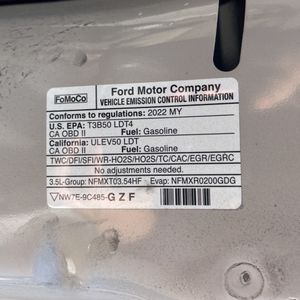 FoMoCo
Ford Motor Company
VEHICLE EMISSION CONTROL INFORMATION
Conforms to regulations: 2022 MY
U.S. EPA: T3B50 LDT4
CA OBD II Fuel: Gasoline
California: ULEV50 LDT
CA OBD II Fuel: Gasoline
TWC/DFI/SFI/WR-HO2S/HO2S/TC/CAC/EGR/EGRC
No adjustments needed.
3.5L-Group: NFMXT03.54HF Evap: NFMXR0200GDG
NW7E-9C485-G Z F